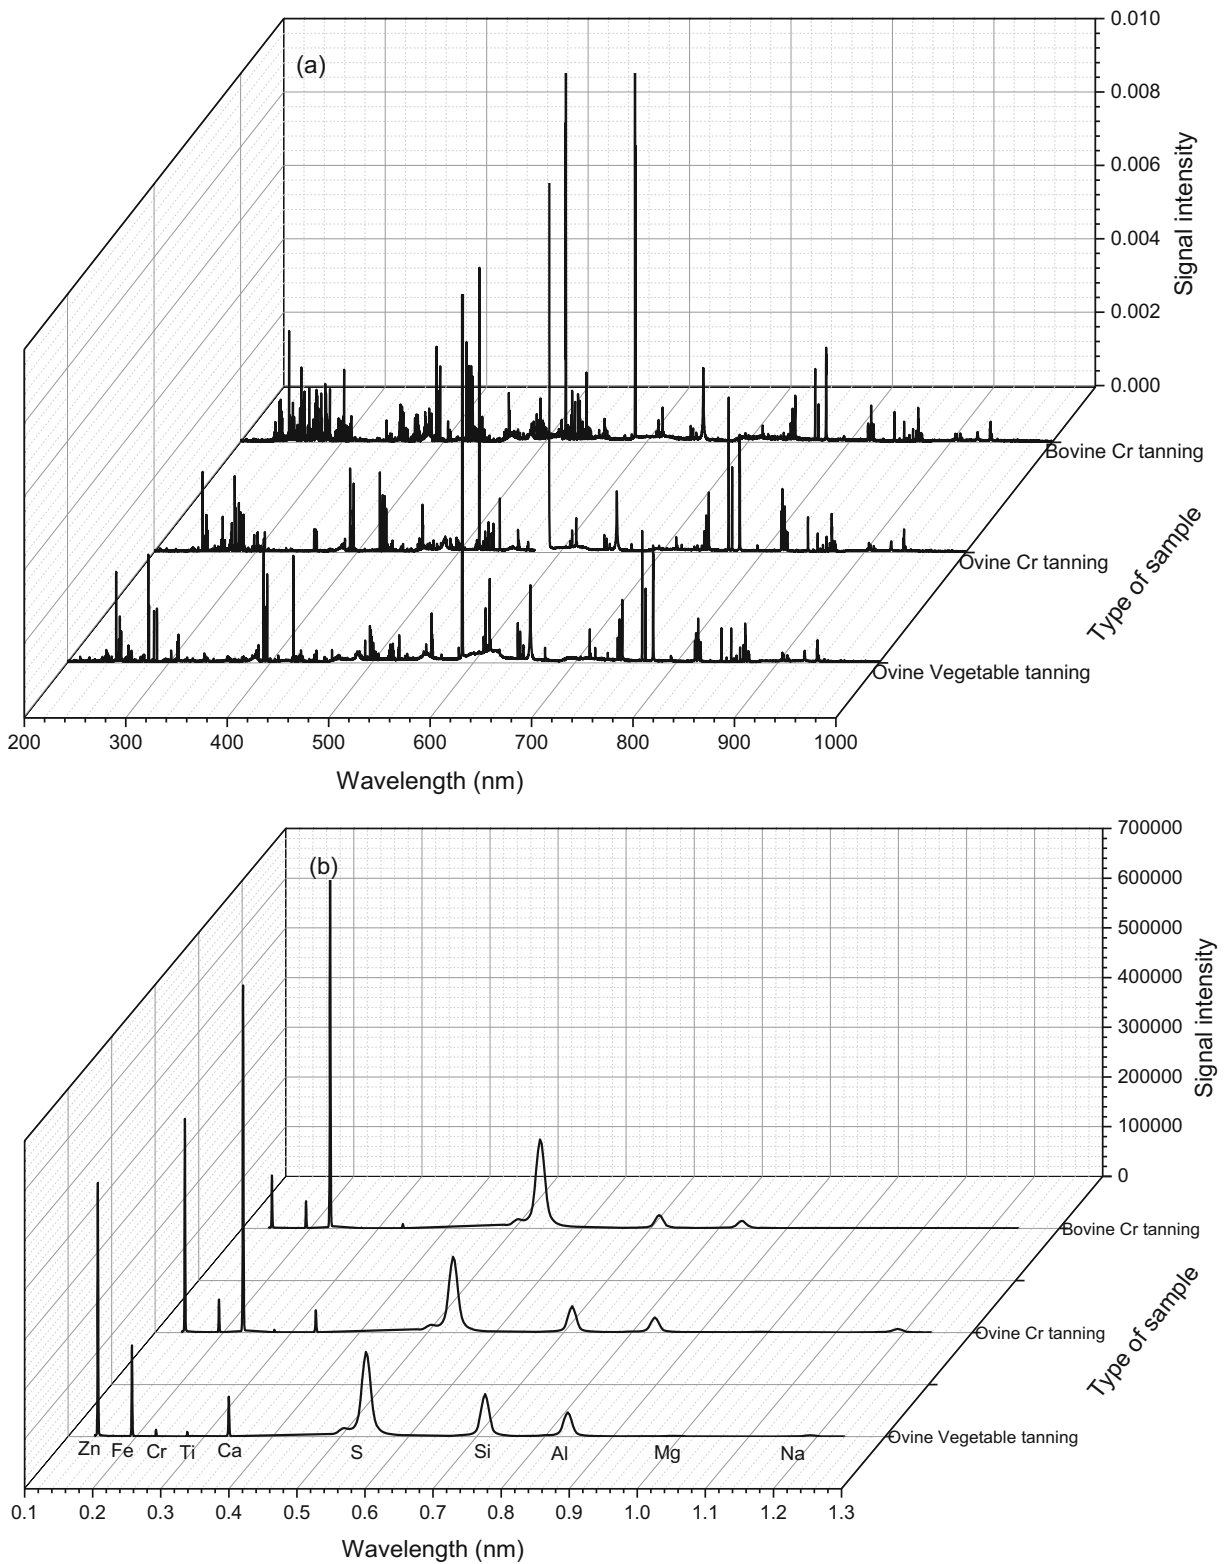 (a)
0.010
0.008
0.006
0.004
0.002
0.000
Signal intensity
Bovine Cr tanning
Ovine Cr tanning
Ovine Vegetable tanning
Type of sample
200 300 400 500 600 700 800 900 1000
Wavelength (nm)
(b)
700000
600000
500000
400000
300000
200000
100000
0
Signal intensity
Bovine Cr tanning
Ovine Cr tanning
Ovine Vegetable tanning
Type of sample
Zn Fe Cr Ti Ca S Si Al Mg Na
0.1 0.2 0.3 0.4 0.5 0.6 0.7 0.8 0.9 1.0 1.1 1.2 1.3
Wavelength (nm)